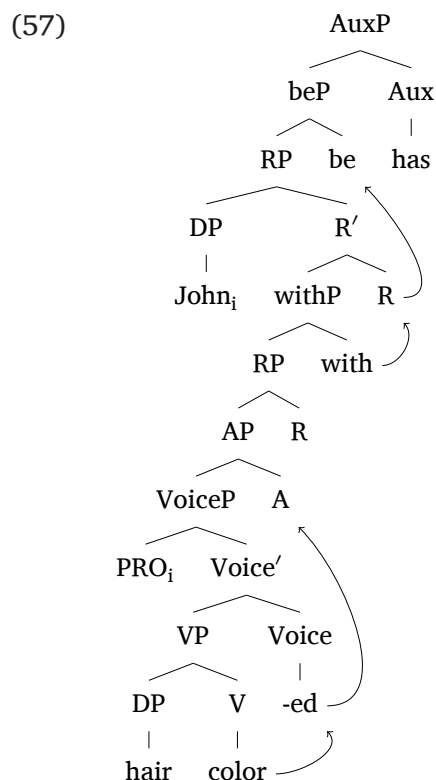 (57) AuxP
beP Aux
RP be has
DP R′
John_i withP R
RP with
AP R
VoiceP A
PRO_i Voice′
VP Voice
DP V -ed
hair color